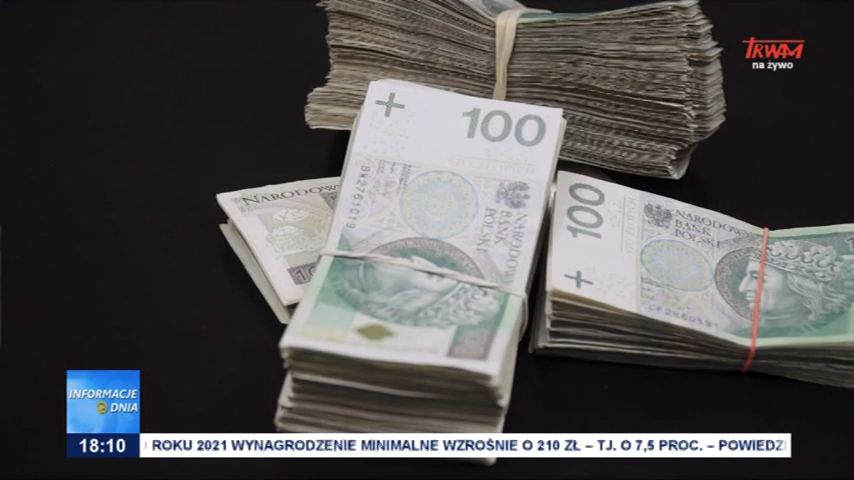 TRWAM
na żywo
100
BK2761019
NARODOWY
BANK
POLSKI
NARODOWY
BANK
POLSKI
100
INFORMACJE
DNIA
18:10
ROKU 2021 WYNAGRODZENIE MINIMALNE WZROŚNIE O 210 ZŁ – TJ. O 7,5 PROC. – POWIEDZ